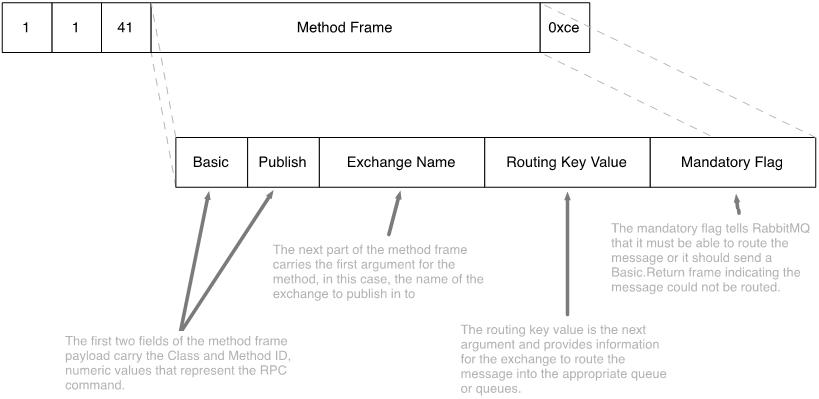 1 1 41 Method Frame 0xce
Basic Publish Exchange Name Routing Key Value Mandatory Flag
The next part of the method frame
carries the first argument for the
method, in this case, the name of the
exchange to publish in to
The mandatory flag tells RabbitMQ
that it must be able to route the
message or it should send a
Basic.Return frame indicating the
message could not be routed.
The first two fields of the method frame
payload carry the Class and Method ID,
numeric values that represent the RPC
command.
The routing key value is the next
argument and provides information
for the exchange to route the
message into the appropriate queue
or queues.